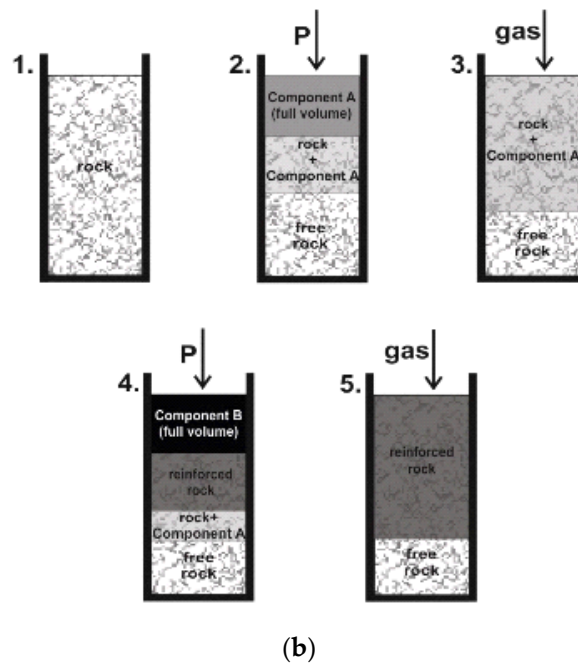 1.
rock
2.
P
Component A
(full volume)
rock
+
Component A
free
rock
3.
gas
rock
+
Component A
free
rock
4.
P
Component B
(full volume)
reinforced
rock
rock+
Component A
free
rock
5.
gas
reinforced
rock
free
rock
(b)